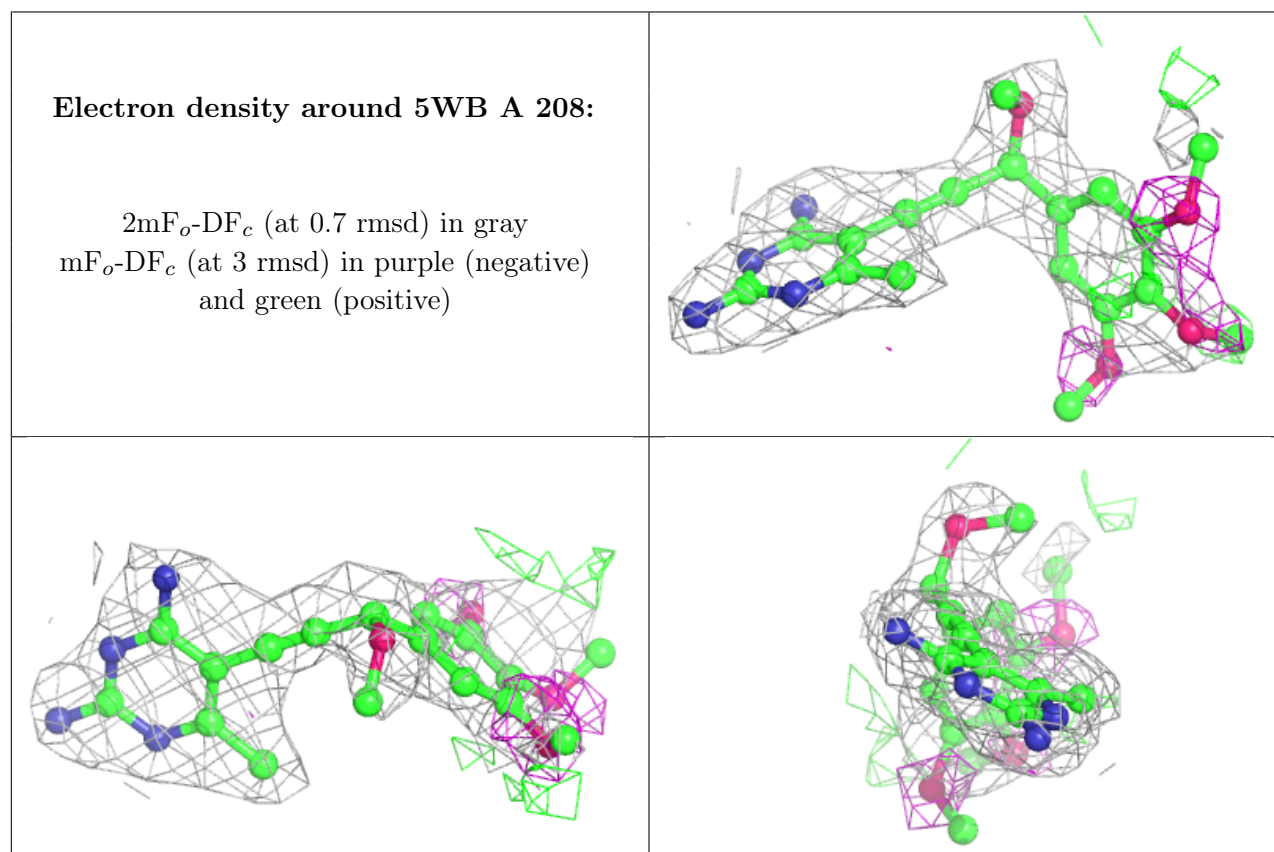 Electron density around 5WB A 208:
2mFo-DFc (at 0.7 rmsd) in gray
mFo-DFc (at 3 rmsd) in purple (negative)
and green (positive)